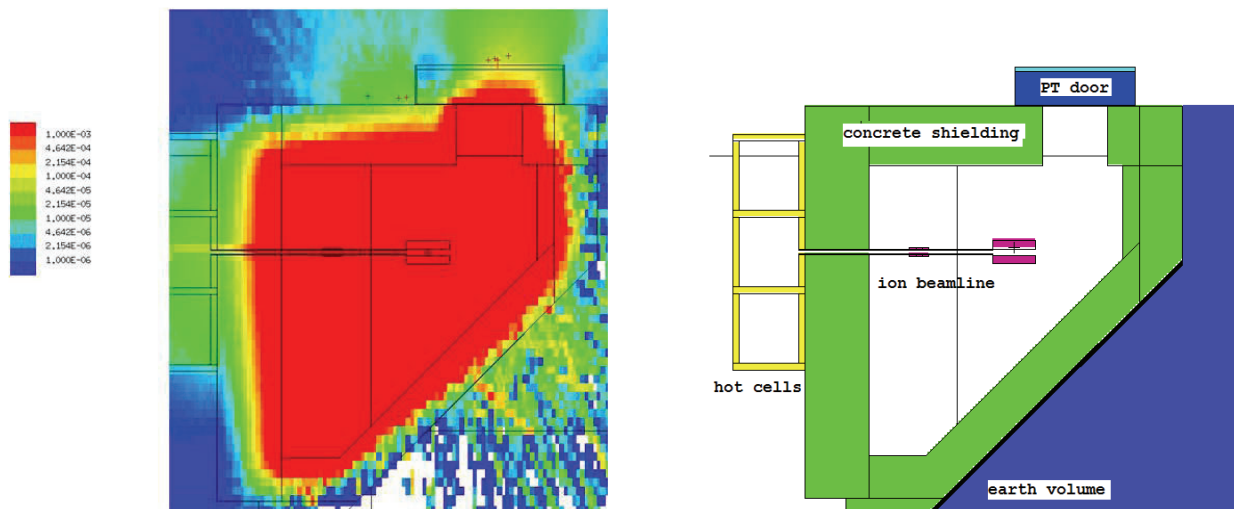 1.000E-03
4.642E-04
2.154E-04
1.000E-04
4.642E-05
2.154E-05
1.000E-05
4.642E-06
2.154E-06
1.000E-06
PT door
concrete shielding
ion beamline
hot cells
earth volume